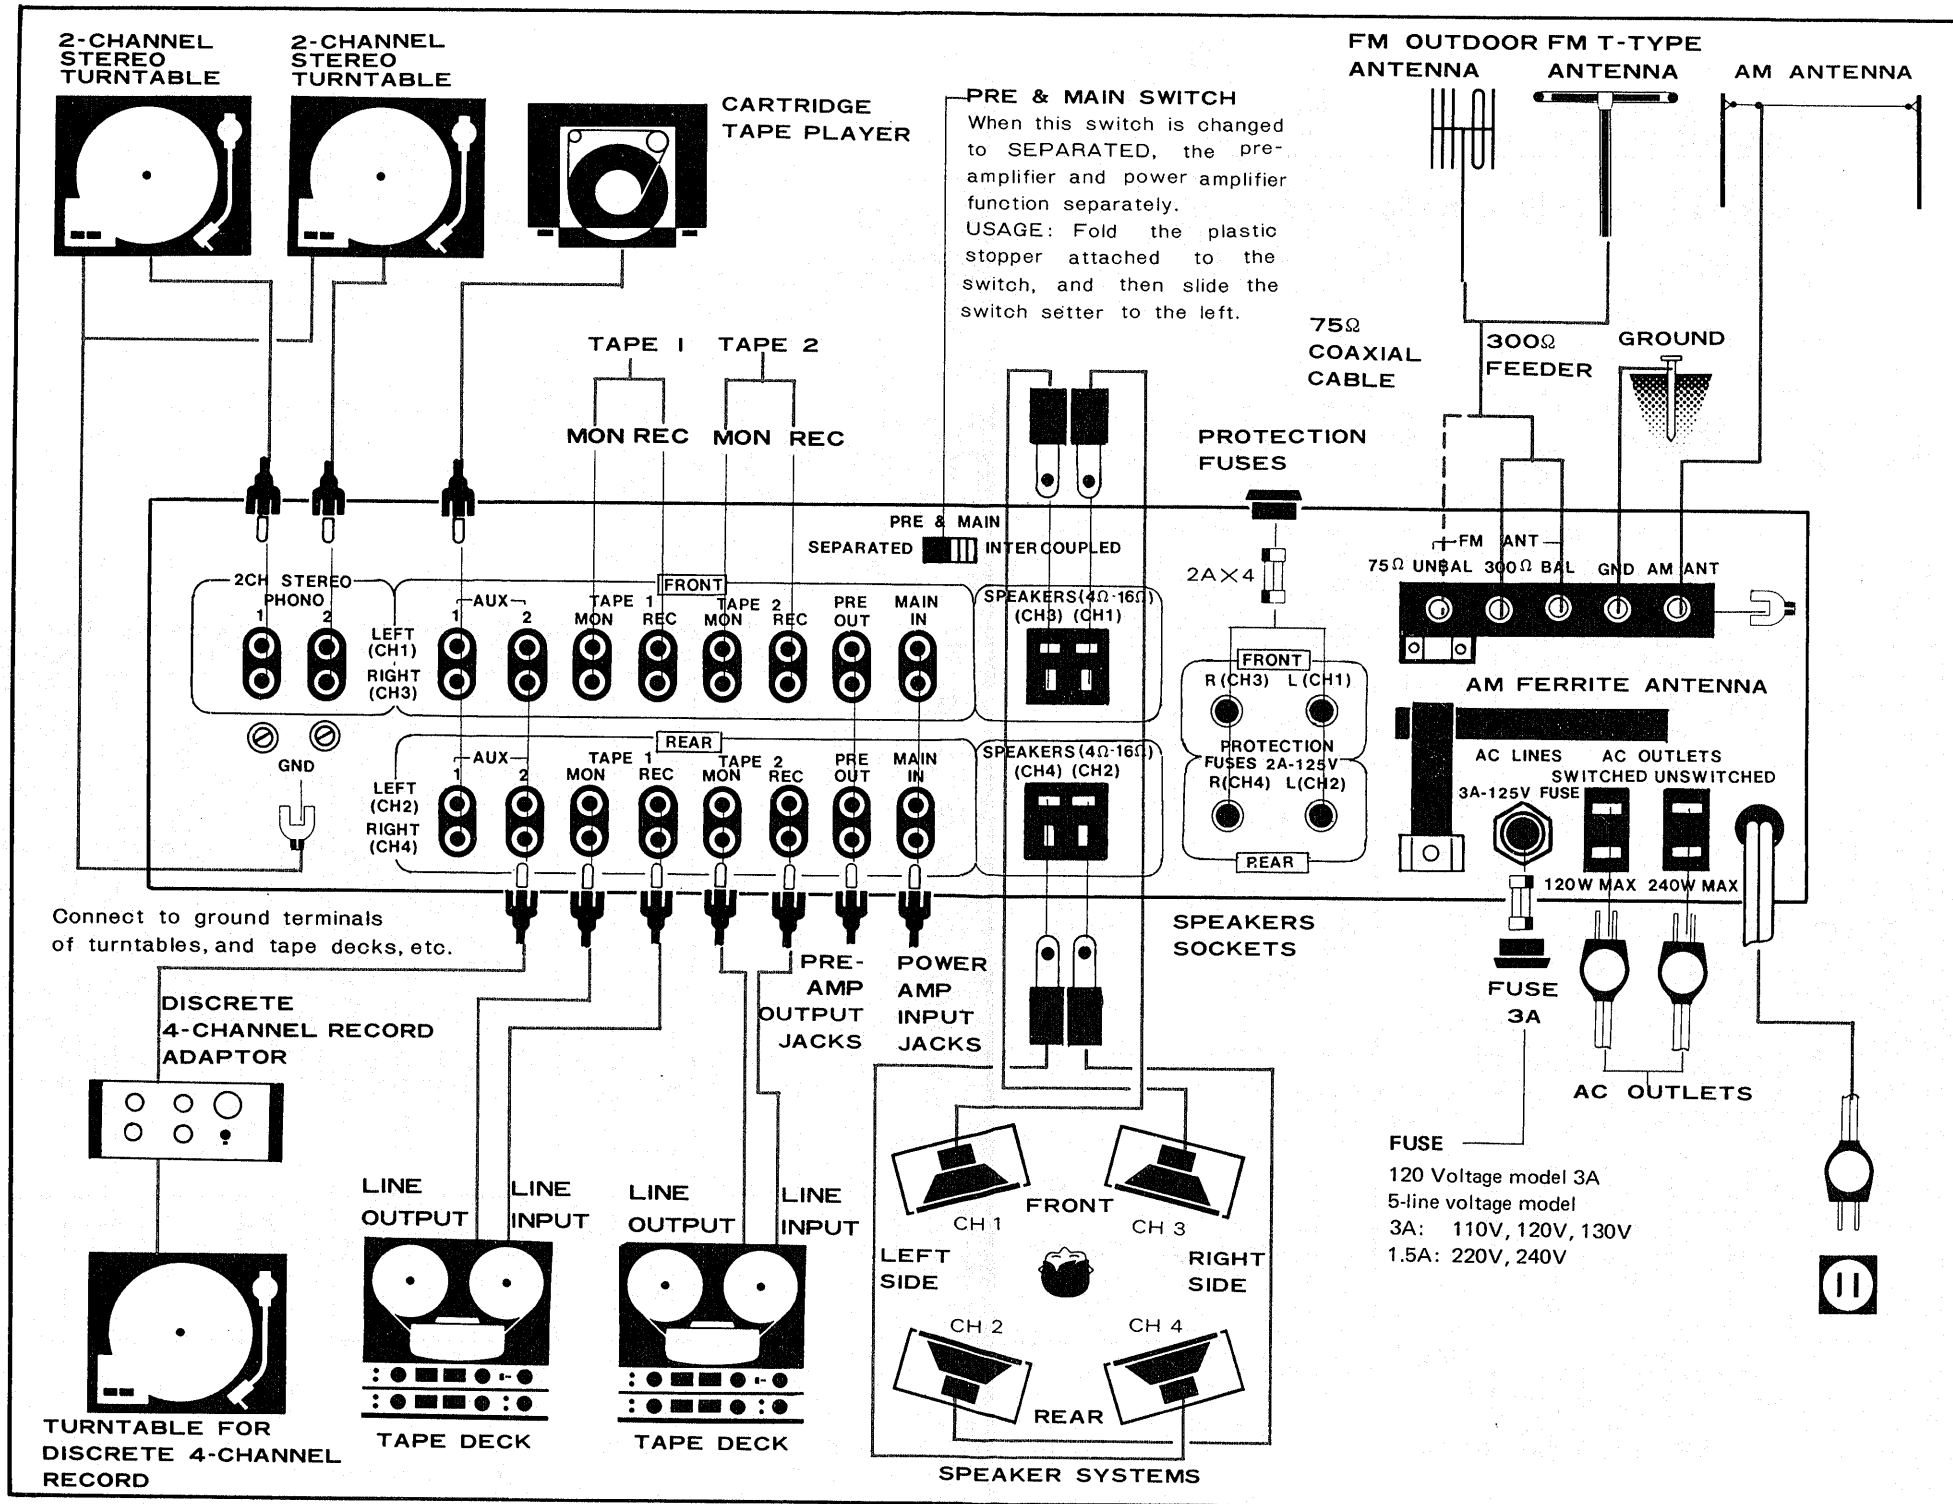 2-CHANNEL
STEREO
TURNTABLE
2-CHANNEL
STEREO
TURNTABLE
CARTRIDGE
TAPE PLAYER
PRE & MAIN SWITCH
When this switch is changed
to SEPARATED, the pre-
amplifier and power amplifier
function separately.
USAGE: Fold the plastic
stopper attached to the
switch, and then slide the
switch setter to the left.
FM OUTDOOR
ANTENNA
FM T-TYPE
ANTENNA
AM ANTENNA
75Ω
COAXIAL
CABLE
300Ω
FEEDER
GROUND
TAPE 1
TAPE 2
MON REC
MON REC
PROTECTION
FUSES
PRE & MAIN
SEPARATED
INTERCOUPLED
2A×4
FM ANT
75Ω UNBAL 300Ω BAL GND AM ANT
2CH STEREO
PHONO
1 2
FRONT
LEFT
(CH1)
RIGHT
(CH3)
AUX
1 2
TAPE 1
MON REC
TAPE 2
MON REC
PRE
OUT
MAIN
IN
SPEAKERS (4Ω-16Ω)
(CH3) (CH1)
FRONT
R(CH3) L(CH1)
PROTECTION
FUSES 2A-125V
R(CH4) L(CH2)
REAR
AM FERRITE ANTENNA
GND
REAR
LEFT
(CH2)
RIGHT
(CH4)
AUX
1 2
TAPE 1
MON REC
TAPE 2
MON REC
PRE
OUT
MAIN
IN
SPEAKERS (4Ω-16Ω)
(CH4) (CH2)
AC LINES
AC OUTLETS
SWITCHED UNSWITCHED
3A-125V FUSE
120W MAX 240W MAX
Connect to ground terminals
of turntables, and tape decks, etc.
DISCRETE
4-CHANNEL RECORD
ADAPTOR
PRE-
AMP
OUTPUT
JACKS
POWER
AMP
INPUT
JACKS
SPEAKERS
SOCKETS
FUSE
3A
AC OUTLETS
FUSE
120 Voltage model 3A
5-line voltage model
3A: 110V, 120V, 130V
1.5A: 220V, 240V
LINE
OUTPUT
LINE
INPUT
LINE
OUTPUT
LINE
INPUT
FRONT
CH 1
CH 3
LEFT
SIDE
RIGHT
SIDE
CH 2
CH 4
REAR
TURNTABLE FOR
DISCRETE 4-CHANNEL
RECORD
TAPE DECK
TAPE DECK
SPEAKER SYSTEMS